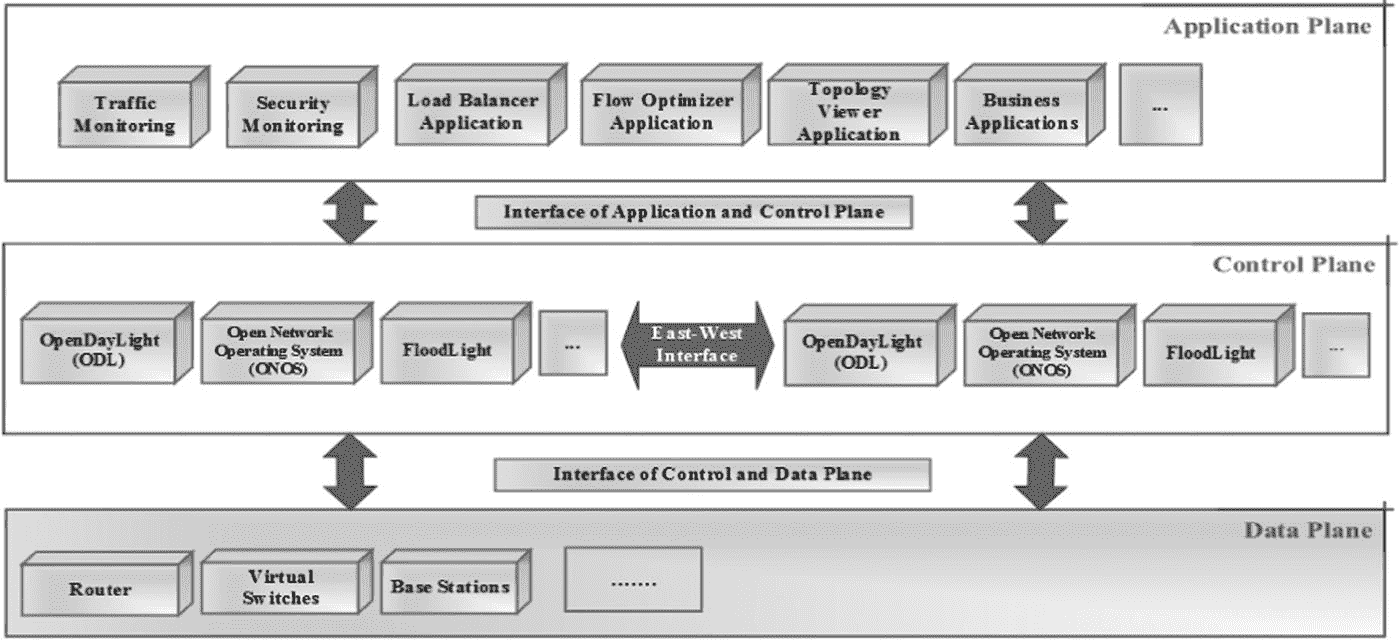 Application Plane
Traffic
Monitoring
Security
Monitoring
Load Balancer
Application
Flow Optimizer
Application
Topology
Viewer
Application
Business
Applications
...
Interface of Application and Control Plane
Control Plane
OpenDayLight
(ODL)
Open Network
Operating System
(ONOS)
FloodLight
...
East-West
Interface
OpenDayLight
(ODL)
Open Network
Operating System
(ONOS)
FloodLight
...
Interface of Control and Data Plane
Data Plane
Router
Virtual
Switches
Base Stations
.......